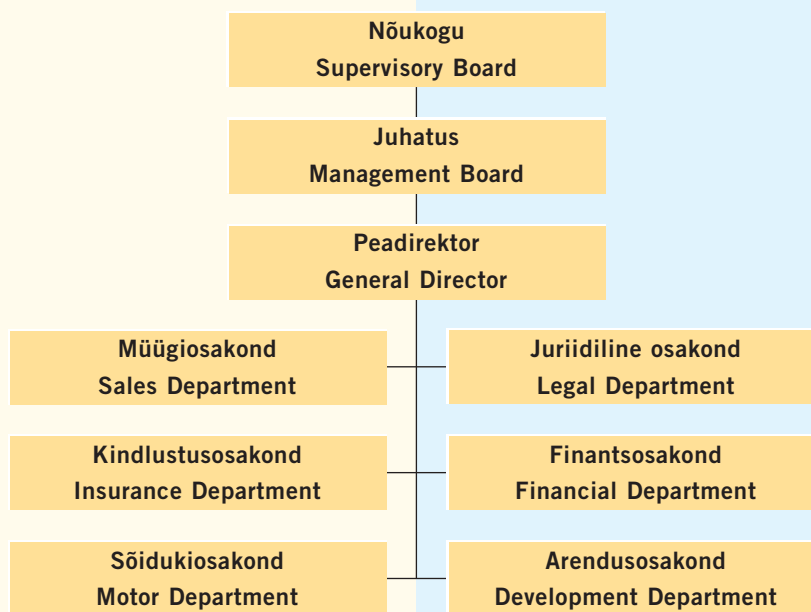 Nõukogu
Supervisory Board
Juhatus
Management Board
Peadirektor
General Director
Müügiosakond
Sales Department
Juriidiline osakond
Legal Department
Kindlustusosakond
Insurance Department
Finantsosakond
Financial Department
Sõidukiosakond
Motor Department
Arendusosakond
Development Department